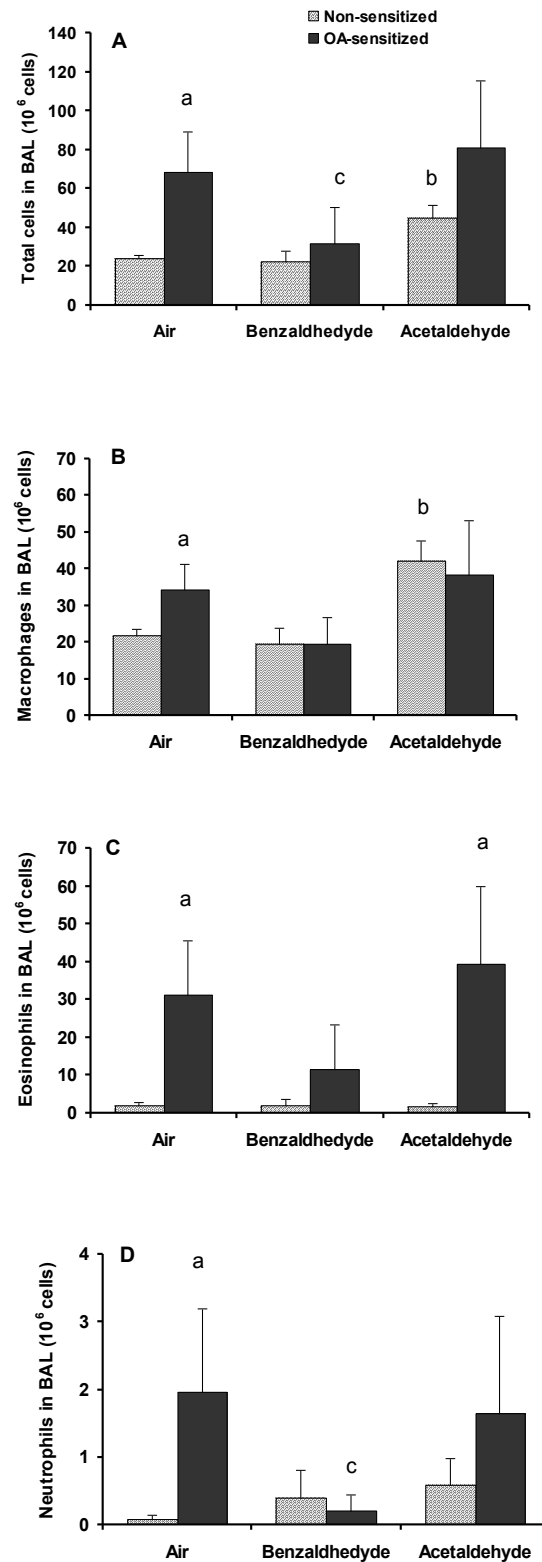 Non-sensitized
OA-sensitized
A
Total cells in BAL (10 6 cells)
140
120
100
80
60
40
20
0
a
c
b
Air Benzaldhedyde Acetaldehyde
B
Macrophages in BAL (10⁶ cells)
70
60
50
40
30
20
10
0
a
b
Air Benzaldhedyde Acetaldehyde
C
Eosinophils in BAL (10⁶ cells)
70
60
50
40
30
20
10
0
a
a
Air Benzaldhedyde Acetaldehyde
D
Neutrophils in BAL (10⁶ cells)
4
3
2
1
0
a
c
Air Benzaldhedyde Acetaldehyde